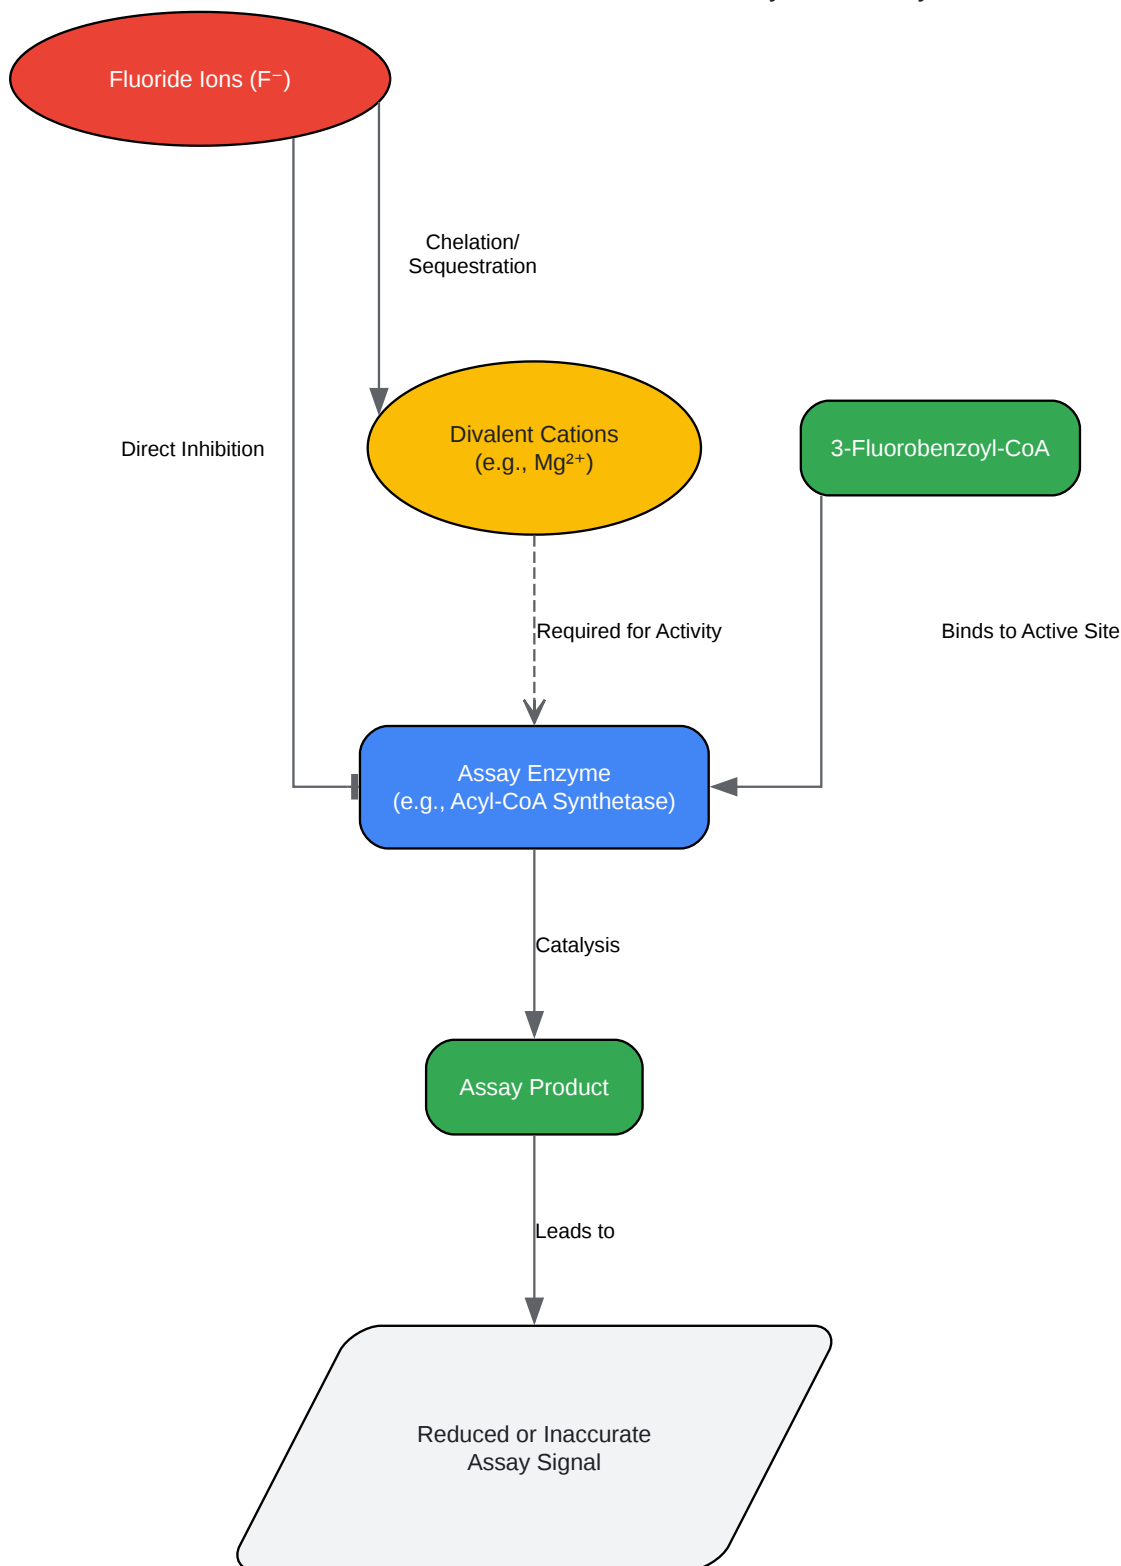 Fluoride Ions (F⁻)
Chelation/
Sequestration
Direct Inhibition
Divalent Cations
(e.g., Mg²⁺)
3-Fluorobenzoyl-CoA
Required for Activity
Binds to Active Site
Assay Enzyme
(e.g., Acyl-CoA Synthetase)
Catalysis
Assay Product
Leads to
Reduced or Inaccurate
Assay Signal